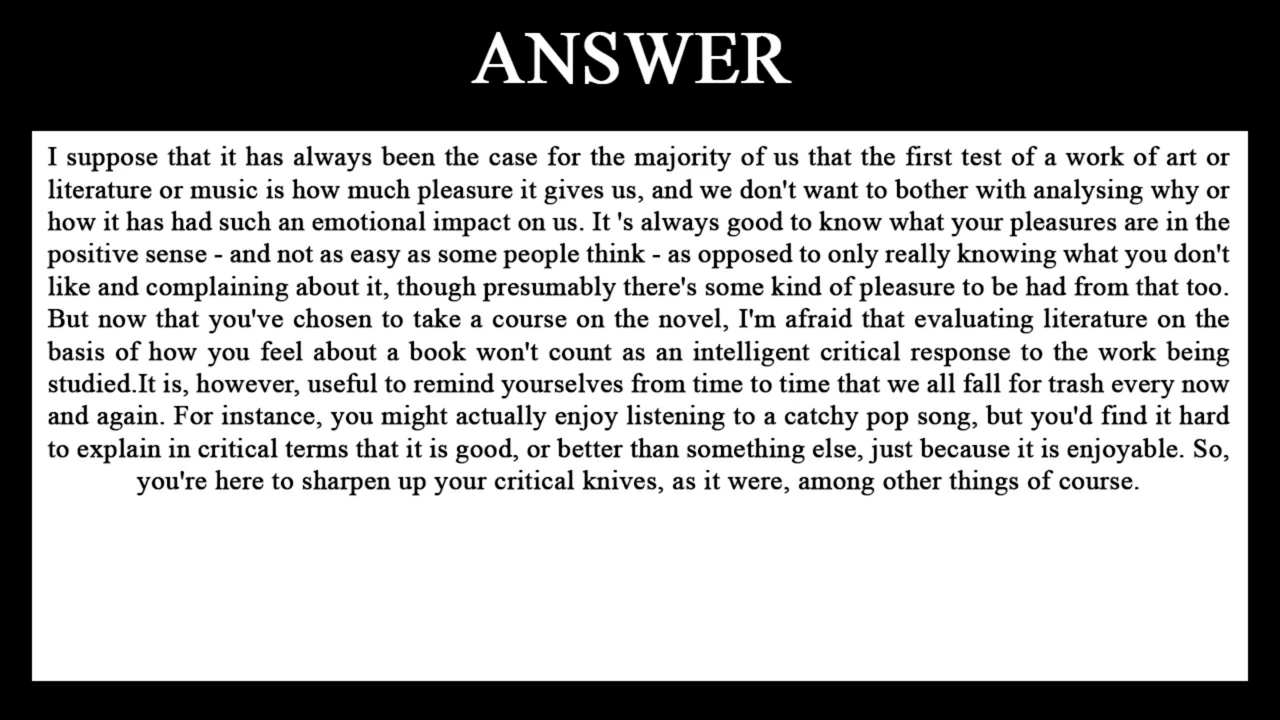 ANSWER
I suppose that it has always been the case for the majority of us that the first test of a work of art or
literature or music is how much pleasure it gives us, and we don't want to bother with analysing why or
how it has had such an emotional impact on us. It 's always good to know what your pleasures are in the
positive sense - and not as easy as some people think - as opposed to only really knowing what you don't
like and complaining about it, though presumably there's some kind of pleasure to be had from that too.
But now that you've chosen to take a course on the novel, I'm afraid that evaluating literature on the
basis of how you feel about a book won't count as an intelligent critical response to the work being
studied.It is, however, useful to remind yourselves from time to time that we all fall for trash every now
and again. For instance, you might actually enjoy listening to a catchy pop song, but you'd find it hard
to explain in critical terms that it is good, or better than something else, just because it is enjoyable. So,
you're here to sharpen up your critical knives, as it were, among other things of course.